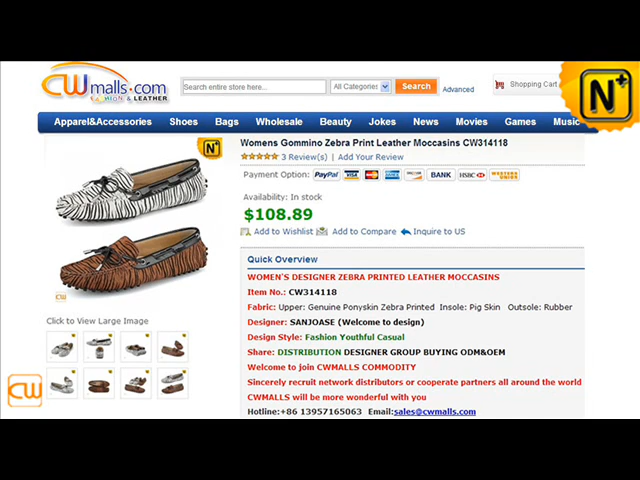 CWmalls.com
FASHION & LEATHER
Search entire store here...
All Categories
Search
Advanced
Shopping Cart
N+
Apparel&Accessories Shoes Bags Wholesale Beauty Jokes News Movies Games Music
N+
Womens Gommino Zebra Print Leather Moccasins CW314118
3 Review(s) | Add Your Review
Payment Option: PayPal VISA BANK HSBC WESTERN UNION
Availability: In stock
$108.89
Add to Wishlist Add to Compare Inquire to US
Quick Overview
WOMEN'S DESIGNER ZEBRA PRINTED LEATHER MOCCASINS
Item No.: CW314118
Fabric: Upper: Genuine Ponyskin Zebra Printed Insole: Pig Skin Outsole: Rubber
Designer: SANJOASE (Welcome to design)
Design Style: Fashion Youthful Casual
Share: DISTRIBUTION DESIGNER GROUP BUYING ODM&OEM
Welcome to join CWMALLS COMMODITY
Sincerely recruit network distributors or cooperate partners all around the world
CWMALLS will be more wonderful with you
Hotline:+86 13957165063 Email:sales@cwmalls.com
CW
Click to View Large Image
CW